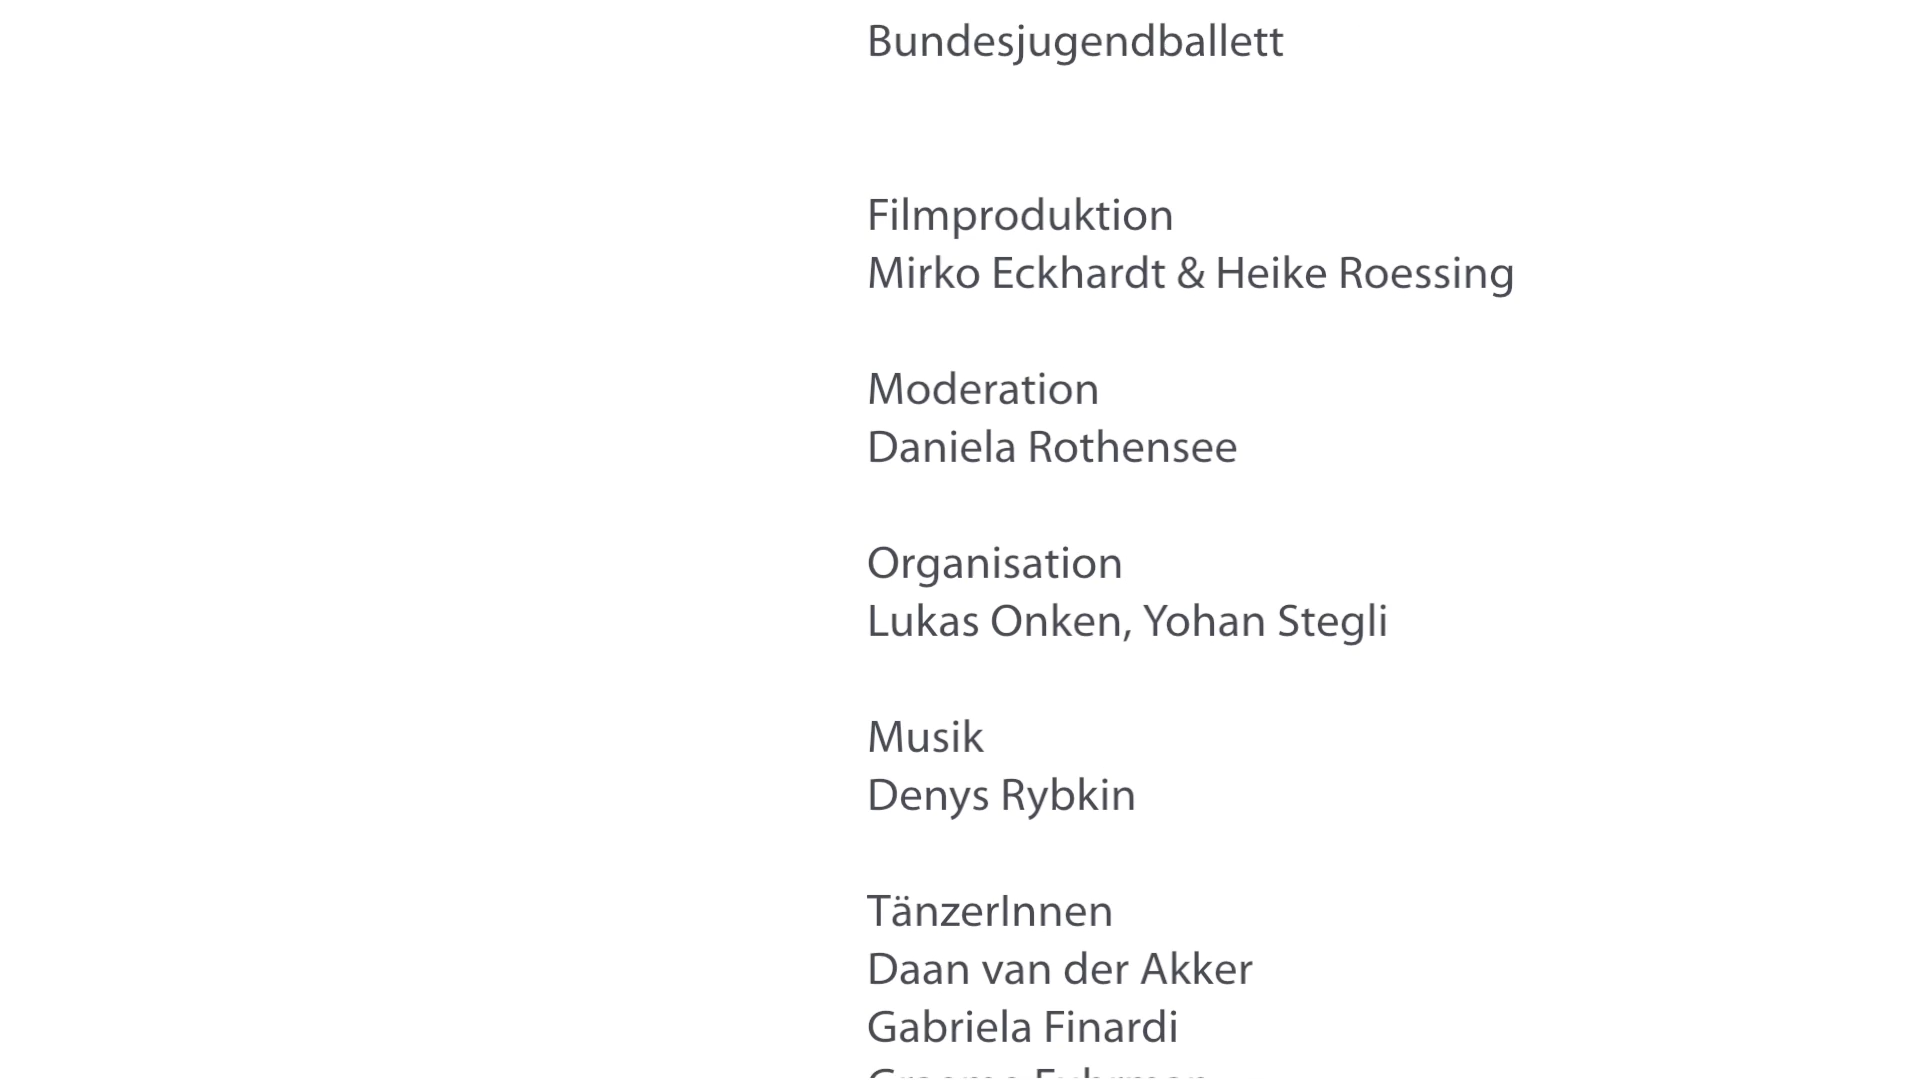 Bundesjugendballett
Filmproduktion
Mirko Eckhardt & Heike Roessing
Moderation
Daniela Rothensee
Organisation
Lukas Onken, Yohan Stegli
Musik
Denys Rybkin
TänzerInnen
Daan van der Akker
Gabriela Finardi